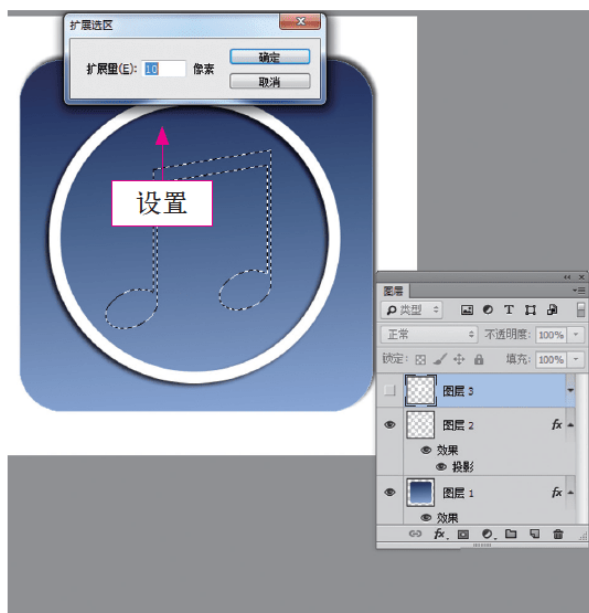 扩展选区
扩展量(E): 10 像素
确定
取消
设置
图层
类型
T
正常
不透明度: 100%
锁定:
填充: 100%
图层 3
图层 2 fx
效果
投影
图层 1 fx
效果
fx